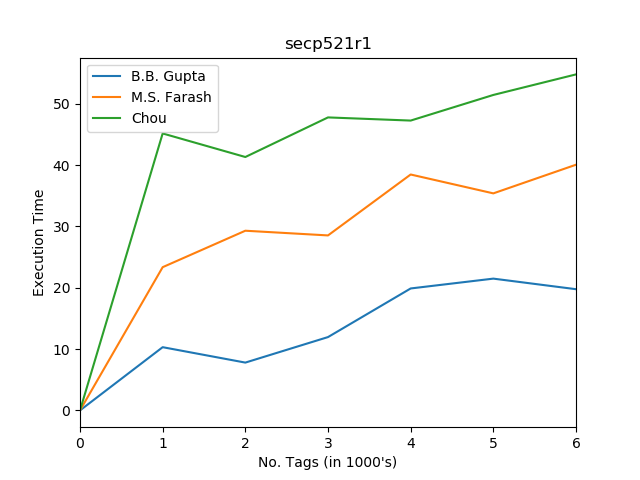 secp521r1
B.B. Gupta
M.S. Farash
Chou
Execution Time
50
40
30
20
10
0
0 1 2 3 4 5 6
No. Tags (in 1000's)